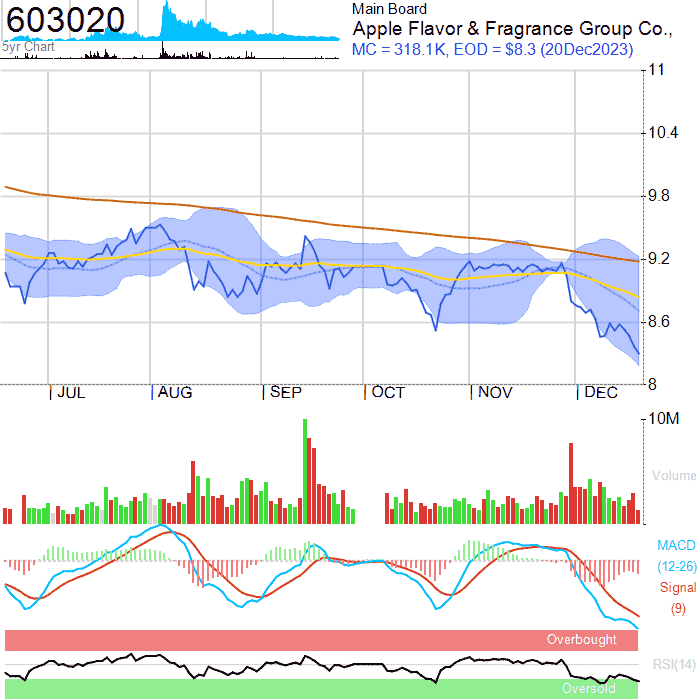 603020
5yr Chart
Main Board
Apple Flavor & Fragrance Group Co.,
MC = 318.1K, EOD = $8.3 (20Dec2023)
11
10.4
9.8
9.2
8.6
8
JUL AUG SEP OCT NOV DEC
10M
Volume
MACD
(12-26)
Signal
(9)
Overbought
RSI(14)
Oversold